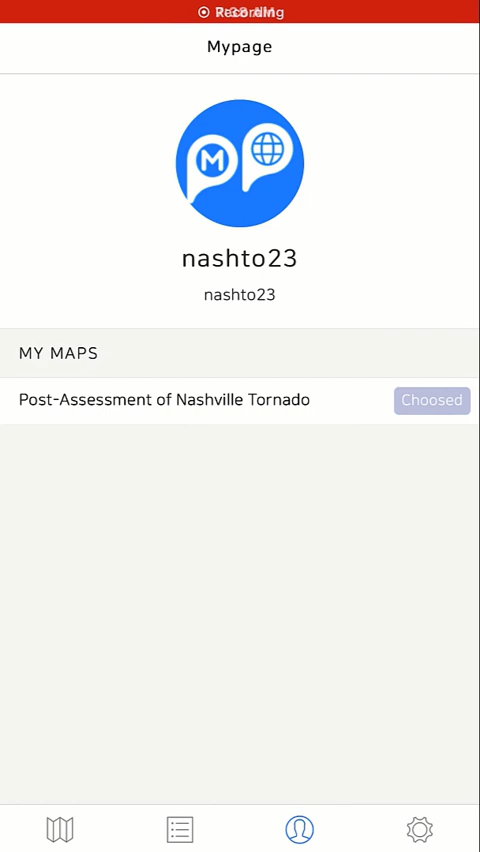 Mypage
M
nashto23
nashto23
MY MAPS
Post-Assessment of Nashville Tornado
Choosed